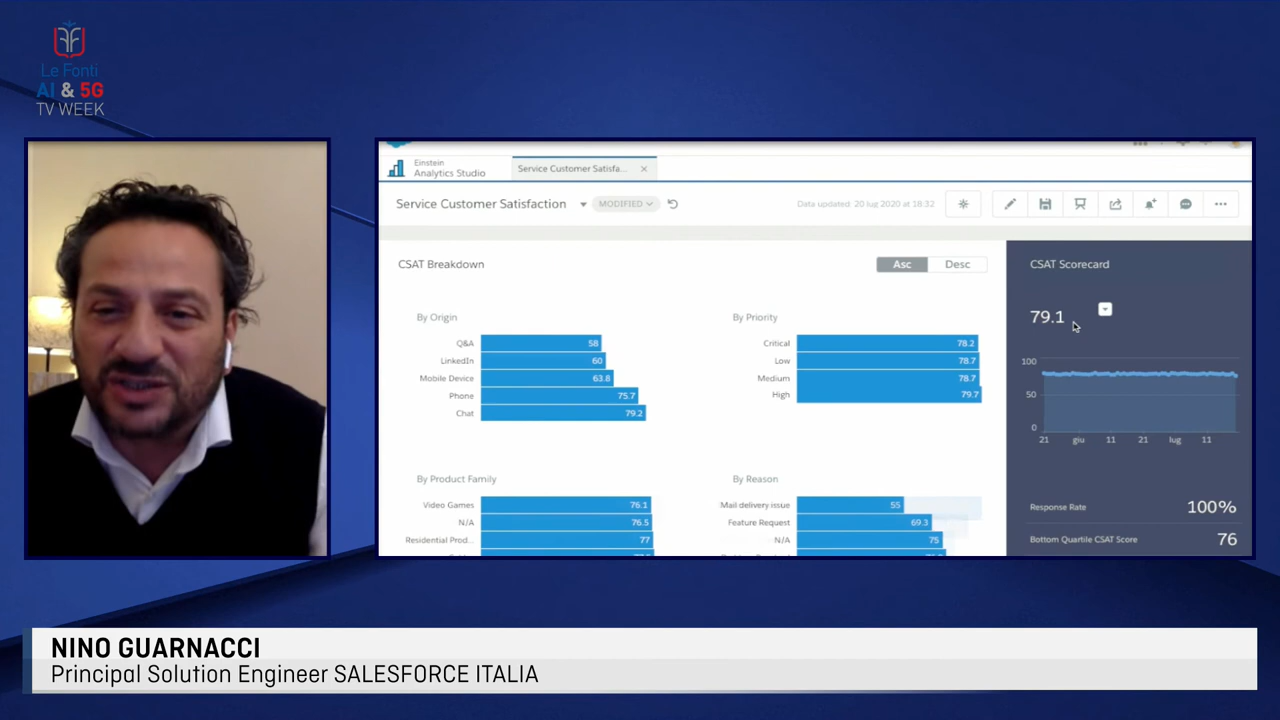 Le Fonti
AI & 5G
TV WEEK
Einstein
Analytics Studio
Service Customer Satisfa...
Service Customer Satisfaction
MODIFIED
Data updated: 20 lug 2020 at 18:32
CSAT Breakdown
Asc
Desc
By Origin
Q&A 58
LinkedIn 60
Mobile Device 63.8
Phone 75.7
Chat 79.2
By Priority
Critical 78.2
Low 78.7
Medium 78.7
High 79.7
By Product Family
Video Games 76.1
N/A 76.5
Residential Prod... 77
By Reason
Mail delivery issue 55
Feature Request 69.3
N/A 75
CSAT Scorecard
79.1
100
50
0
21 giu 11 21 lug 11
Response Rate 100%
Bottom Quartile CSAT Score 76
NINO GUARNACCI
Principal Solution Engineer SALESFORCE ITALIA